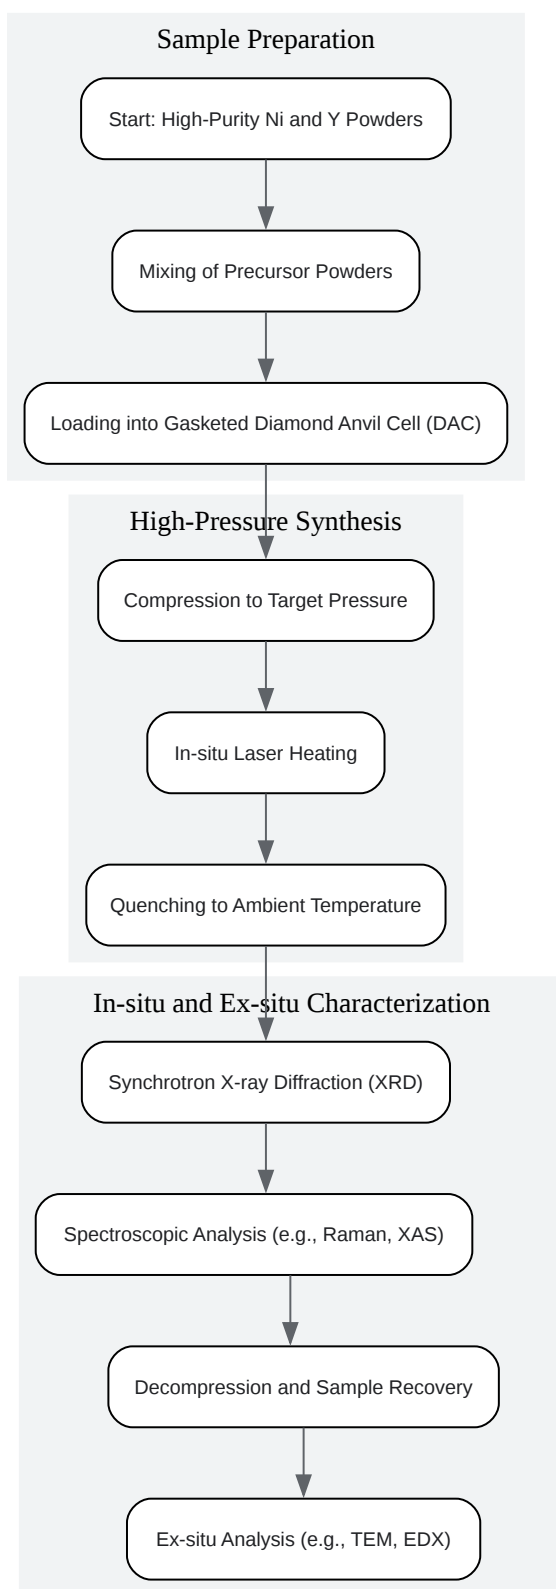 Sample Preparation
Start: High-Purity Ni and Y Powders
Mixing of Precursor Powders
Loading into Gasketed Diamond Anvil Cell (DAC)
High-Pressure Synthesis
Compression to Target Pressure
In-situ Laser Heating
Quenching to Ambient Temperature
In-situ and Ex-situ Characterization
Synchrotron X-ray Diffraction (XRD)
Spectroscopic Analysis (e.g., Raman, XAS)
Decompression and Sample Recovery
Ex-situ Analysis (e.g., TEM, EDX)